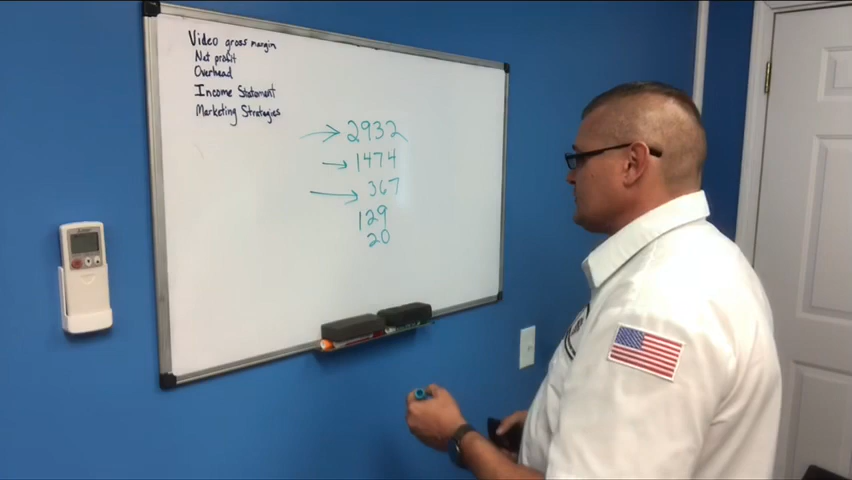 Video gross margin
Net profit
Overhead
Income Statement
Marketing Strategies
→ 2932
→ 1474
→ 367
129
20